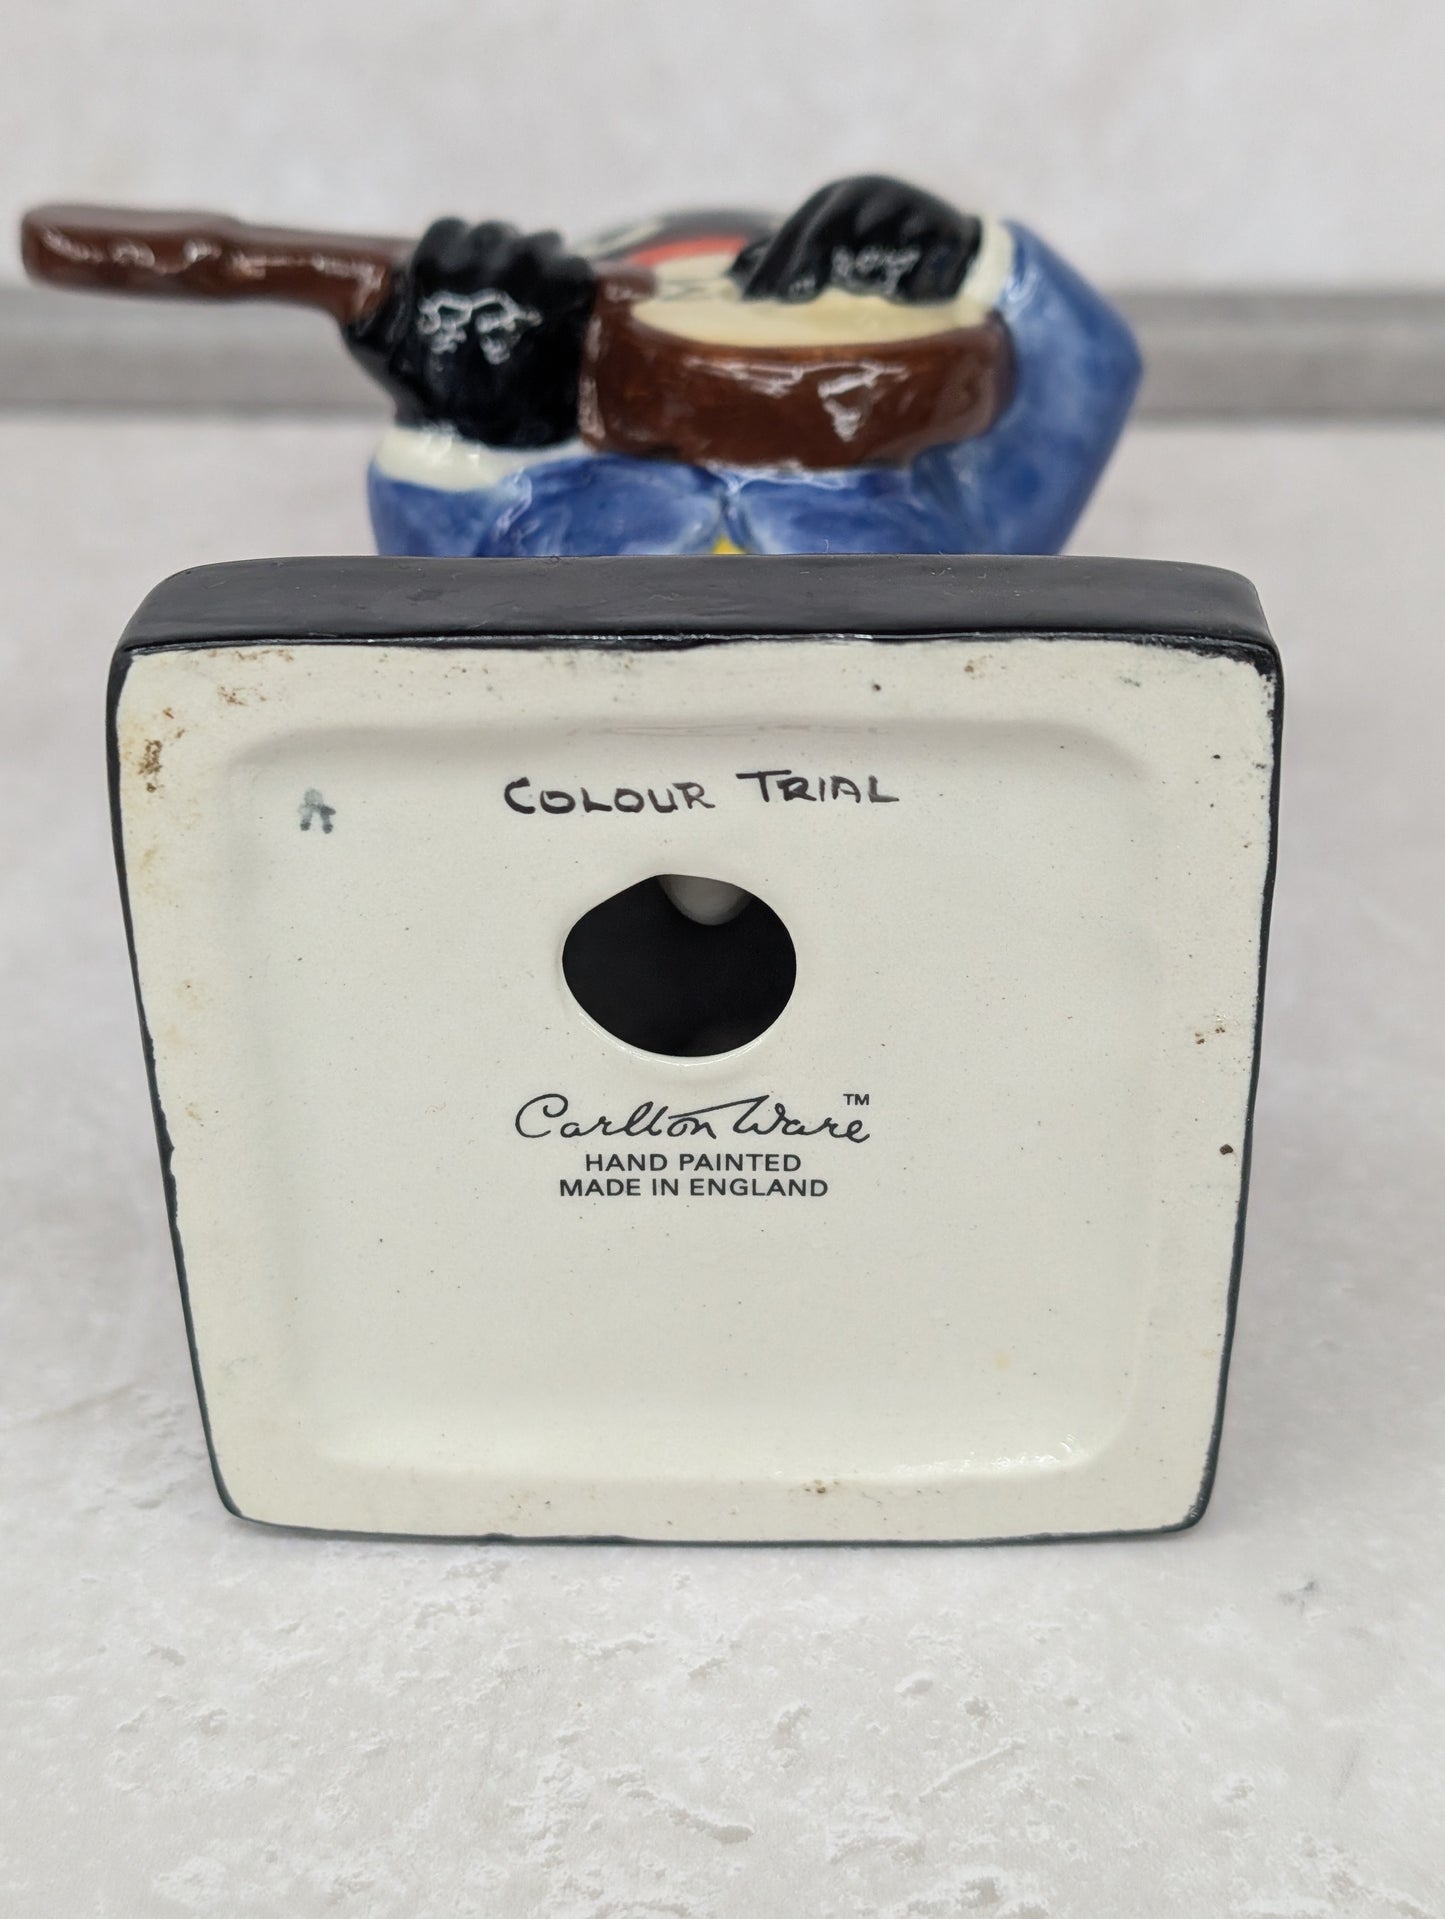 COLOUR TRIAL
Carlton Ware™
HAND PAINTED
MADE IN ENGLAND